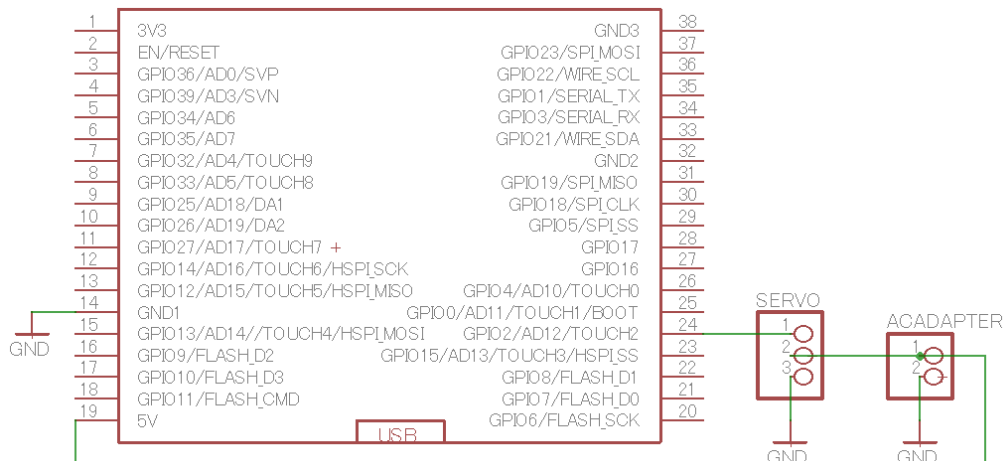 1 3V3 GND3 38
2 EN/RESET GPIO23/SPI_MOSI 37
3 GPIO36/AD0/SVP GPIO22/WIRE_SCL 36
4 GPIO39/AD3/SVN GPIO1/SERIAL_TX 35
5 GPIO34/AD6 GPIO3/SERIAL_RX 34
6 GPIO35/AD7 GPIO21/WIRE_SDA 33
7 GPIO32/AD4/TOUCH9 GND2 32
8 GPIO33/AD5/TOUCH8 GPIO19/SPI_MISO 31
9 GPIO25/AD18/DA1 GPIO18/SPI_CLK 30
10 GPIO26/AD19/DA2 GPIO5/SPI_SS 29
11 GPIO27/AD17/TOUCH7 GPIO17 28
12 GPIO14/AD16/TOUCH6/HSPI_SCK GPIO16 27
13 GPIO12/AD15/TOUCH5/HSPI_MISO GPIO4/AD10/TOUCH0 26
14 GND1 GPIO0/AD11/TOUCH1/BOOT 25
15 GPIO13/AD14//TOUCH4/HSPI_MOSI GPIO2/AD12/TOUCH2 24
16 GPIO9/FLASH_D2 GPIO15/AD13/TOUCH3/HSPI_SS 23
17 GPIO10/FLASH_D3 GPIO8/FLASH_D1 22
18 GPIO11/FLASH_CMD GPIO7/FLASH_D0 21
19 5V GPIO6/FLASH_SCK 20
USB
GND
SERVO
1
2
3
GND
ACADAPTER
1
2
GND